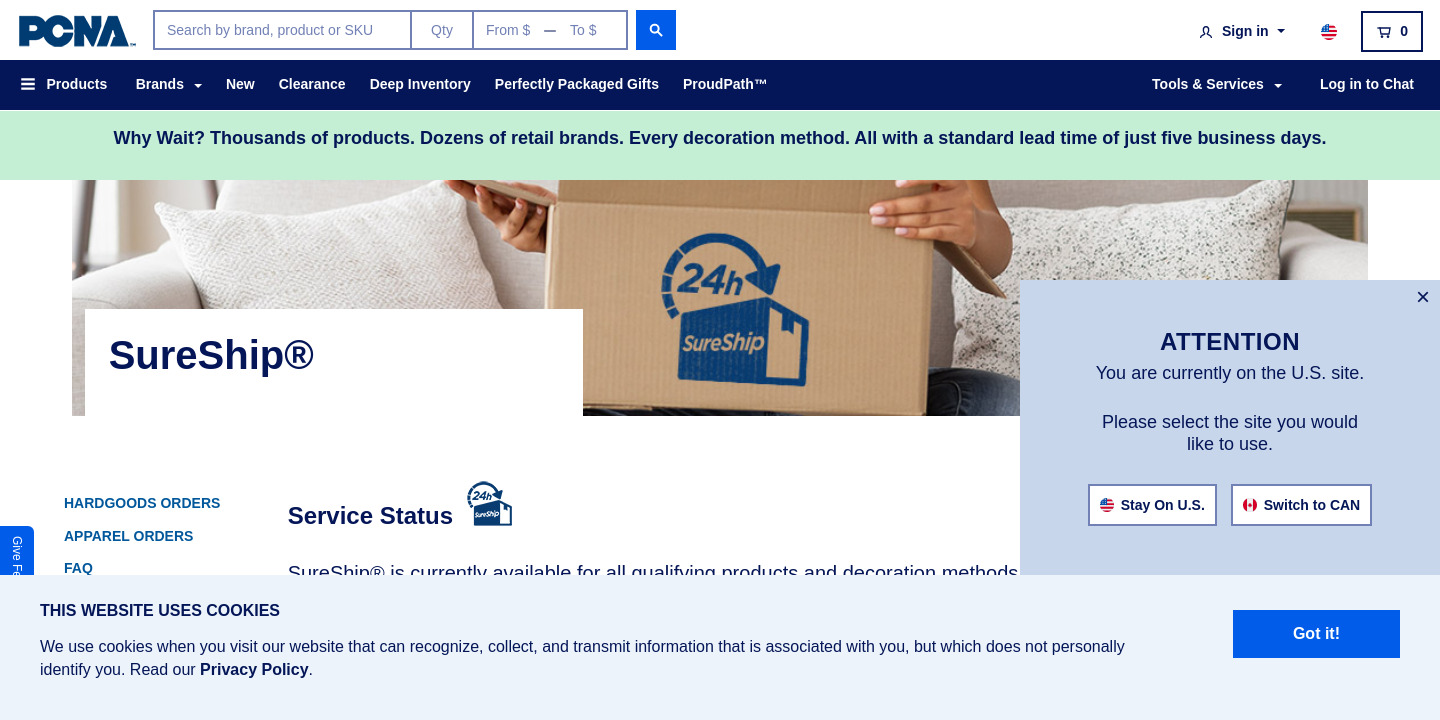 PCNA™
Search by brand, product or SKU
Qty
From $ — To $
Sign in
0
Products
Brands
New
Clearance
Deep Inventory
Perfectly Packaged Gifts
ProudPath™
Tools & Services
Log in to Chat
Why Wait? Thousands of products. Dozens of retail brands. Every decoration method. All with a standard lead time of just five business days.
24h
SureShip
SureShip®
×
ATTENTION
You are currently on the U.S. site.
Please select the site you would
like to use.
Stay On U.S.
Switch to CAN
HARDGOODS ORDERS
APPAREL ORDERS
FAQ
Give
Service Status
24h
SureShip
SureShip® is currently available for all qualifying products and decoration methods
THIS WEBSITE USES COOKIES
We use cookies when you visit our website that can recognize, collect, and transmit information that is associated with you, but which does not personally
identify you. Read our Privacy Policy.
Got it!